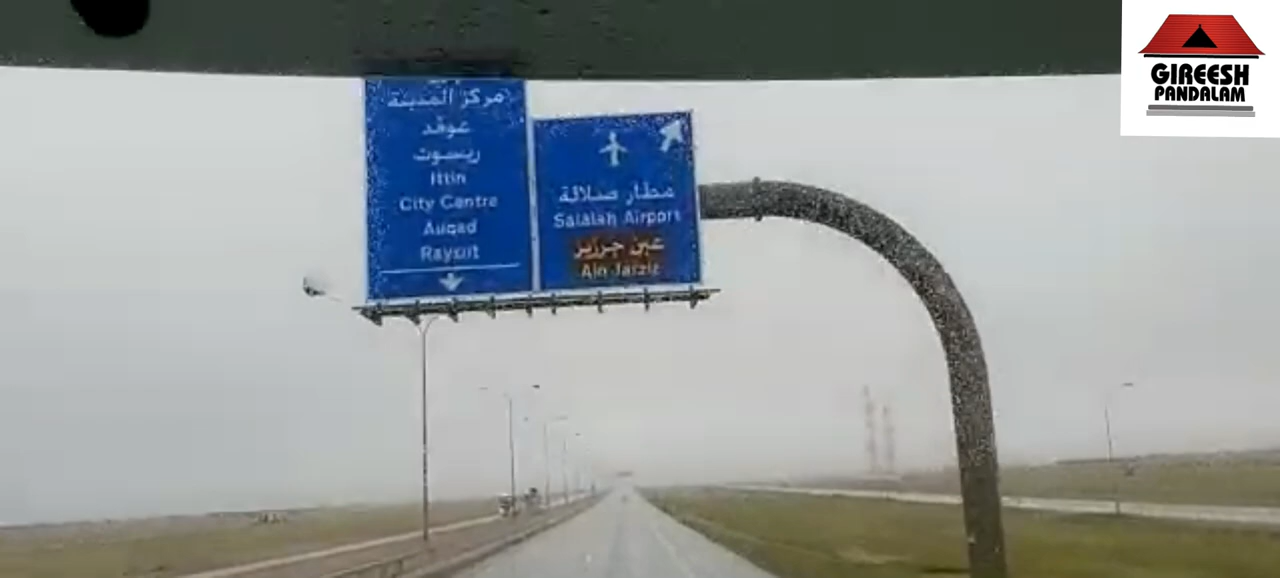 مركز المدينة
عوقد
ريسوت
Ittin
City Centre
Auqad
Raysut
مطار صلالة
Salalah Airport
عين جرزيز
Ain Jarziz
GIREESH
PANDALAM